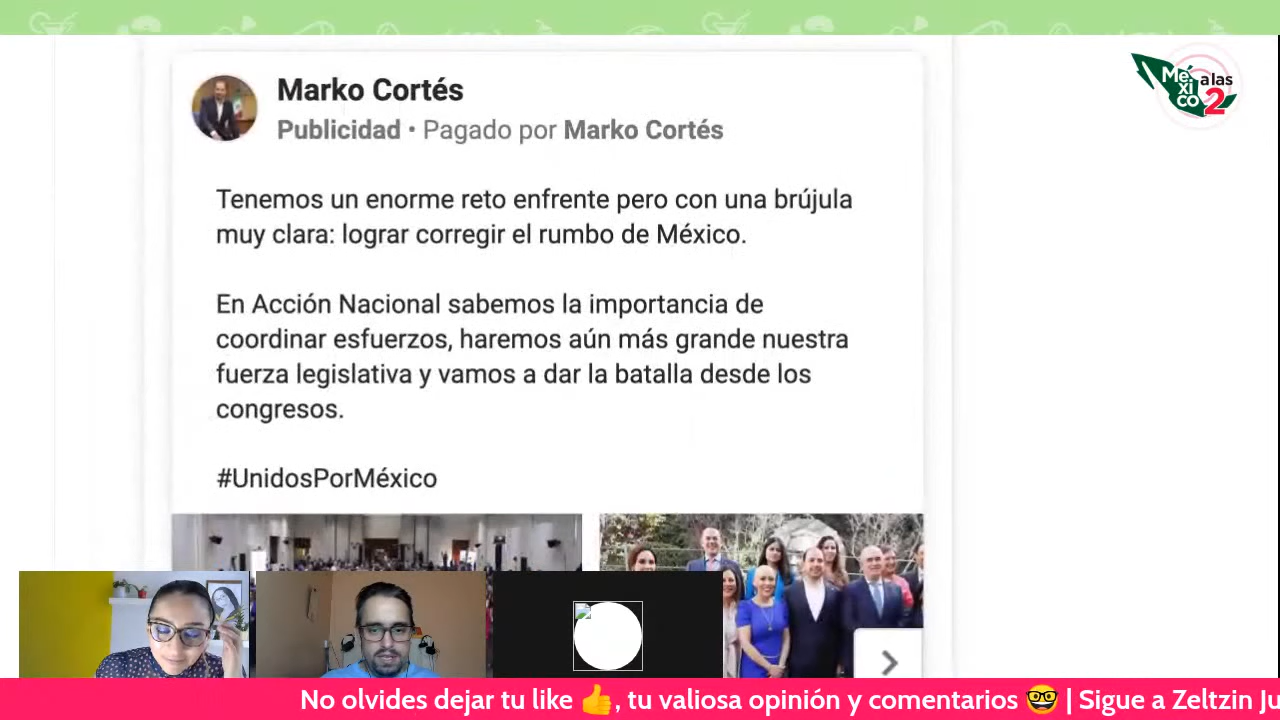 Marko Cortés
Publicidad • Pagado por Marko Cortés
Tenemos un enorme reto enfrente pero con una brújula
muy clara: lograr corregir el rumbo de México.
En Acción Nacional sabemos la importancia de
coordinar esfuerzos, haremos aún más grande nuestra
fuerza legislativa y vamos a dar la batalla desde los
congresos.
#UnidosPorMéxico
México a las 2
No olvides dejar tu like 👍, tu valiosa opinión y comentarios 🤓 | Sigue a Zeltzin Ju